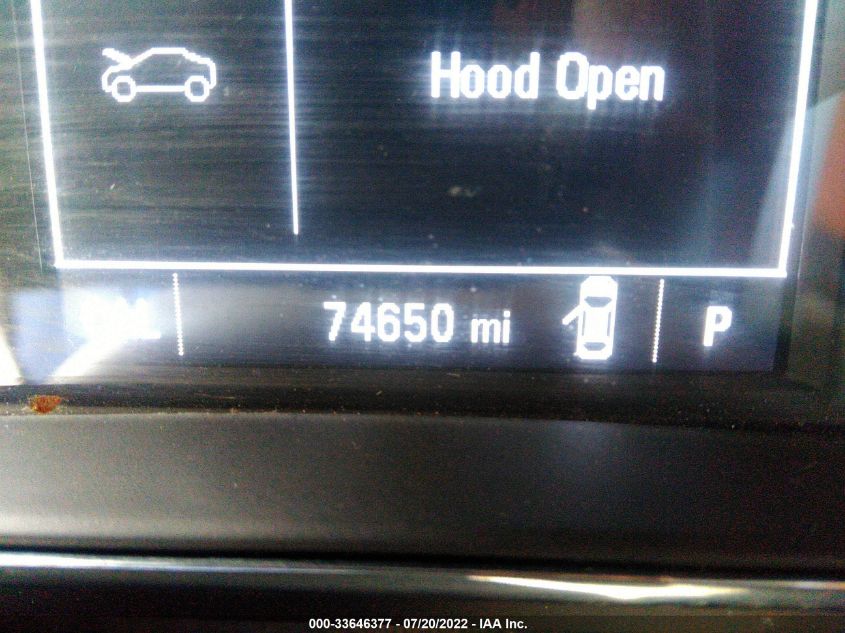 Hood Open
74650 mi P
000-33646377 - 07/20/2022 - IAA Inc.